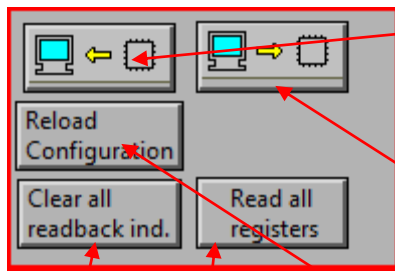 Reload
Configuration
Clear all
readback ind.
Read all
registers